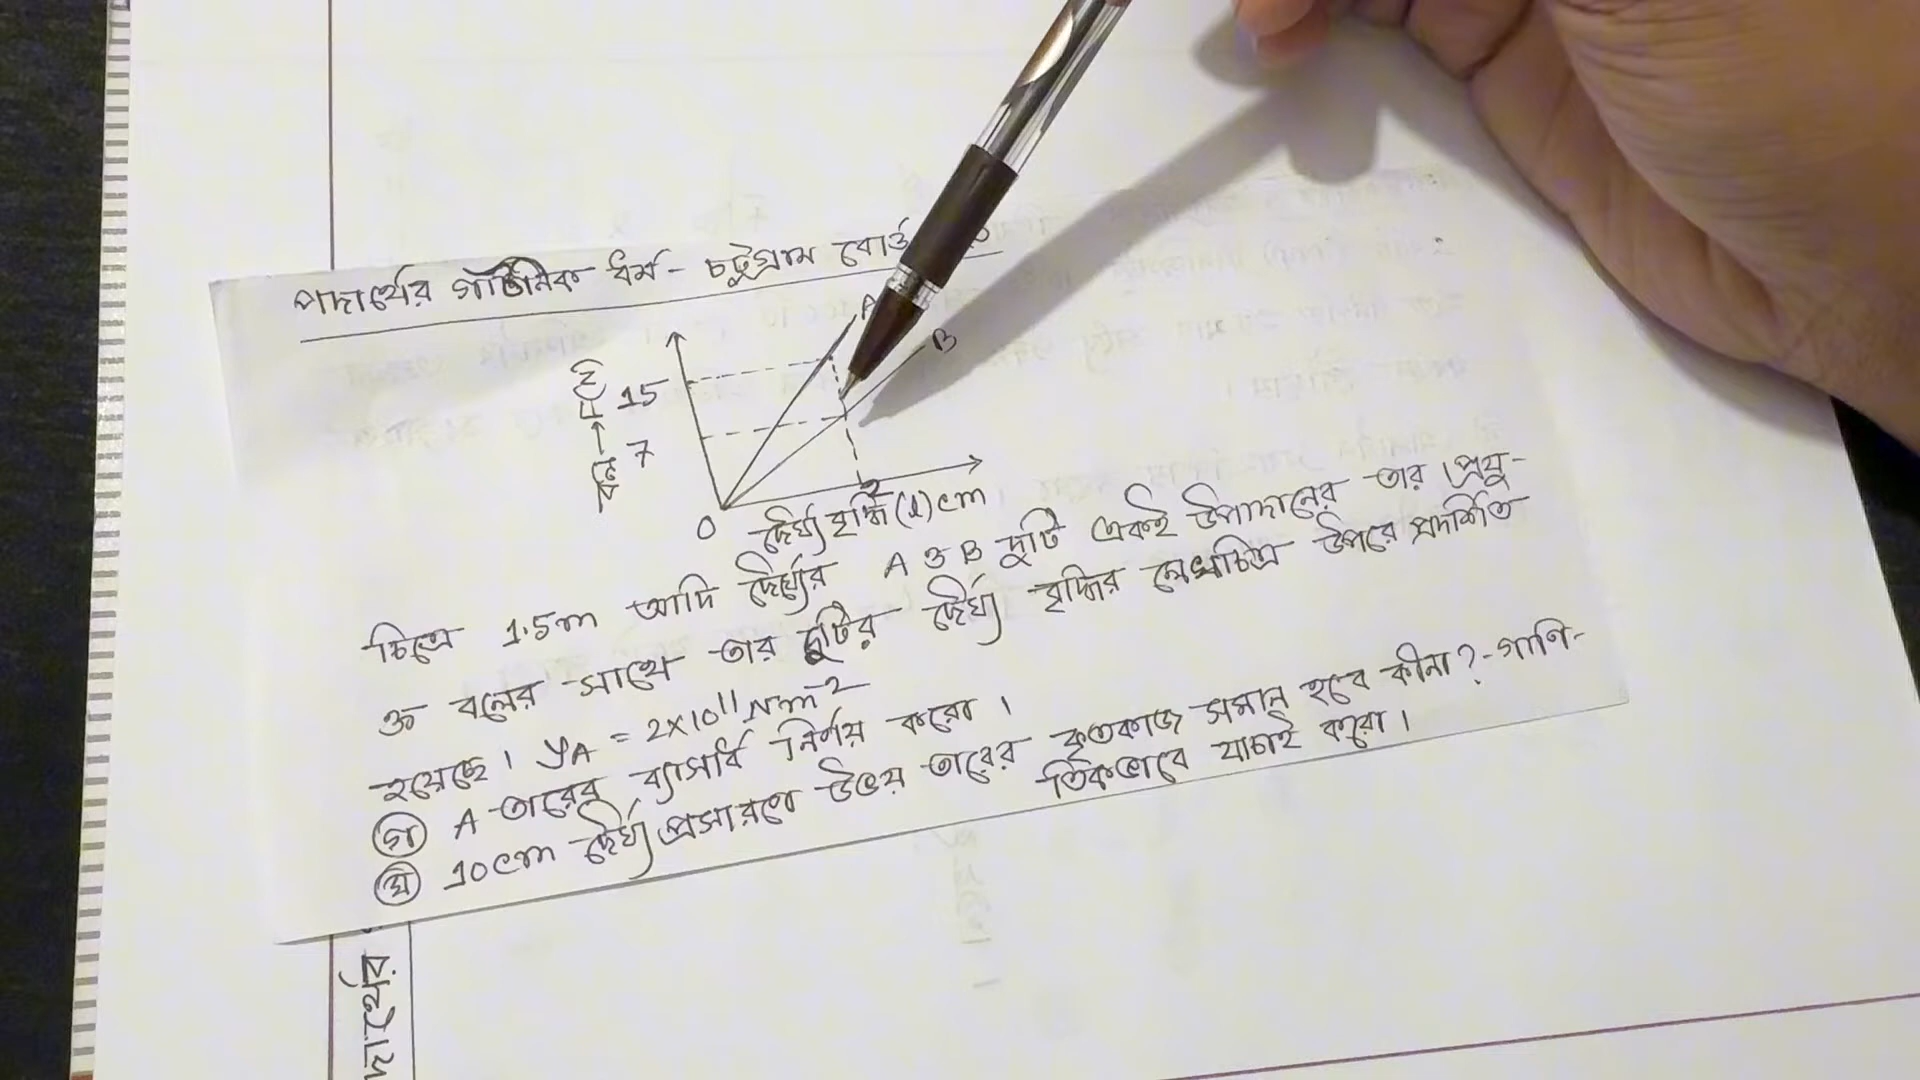 পদার্থের গাঠনিক ধর্ম - চট্টগ্রাম বোর্ড
A
B
15
7
বল → F (N)
O
2
দৈর্ঘ্য বৃদ্ধি (l) cm
চিত্রে 1.5m আদি দৈর্ঘ্যের A ও B দুটি একই উপাদানের তার। প্রযু-
ক্ত বলের সাথে তার দুটির দৈর্ঘ্য বৃদ্ধির লেখচিত্র উপরে প্রদর্শিত
হয়েছে। YA = 2×10¹¹ Nm⁻²
(গ) A তারের ব্যাসার্ধ নির্ণয় করো।
(ঘ) 10cm দৈর্ঘ্য প্রসারণে উভয় তারের কৃতকাজ সমান হবে কীনা? - গাণি-
তিকভাবে যাচাই করো।